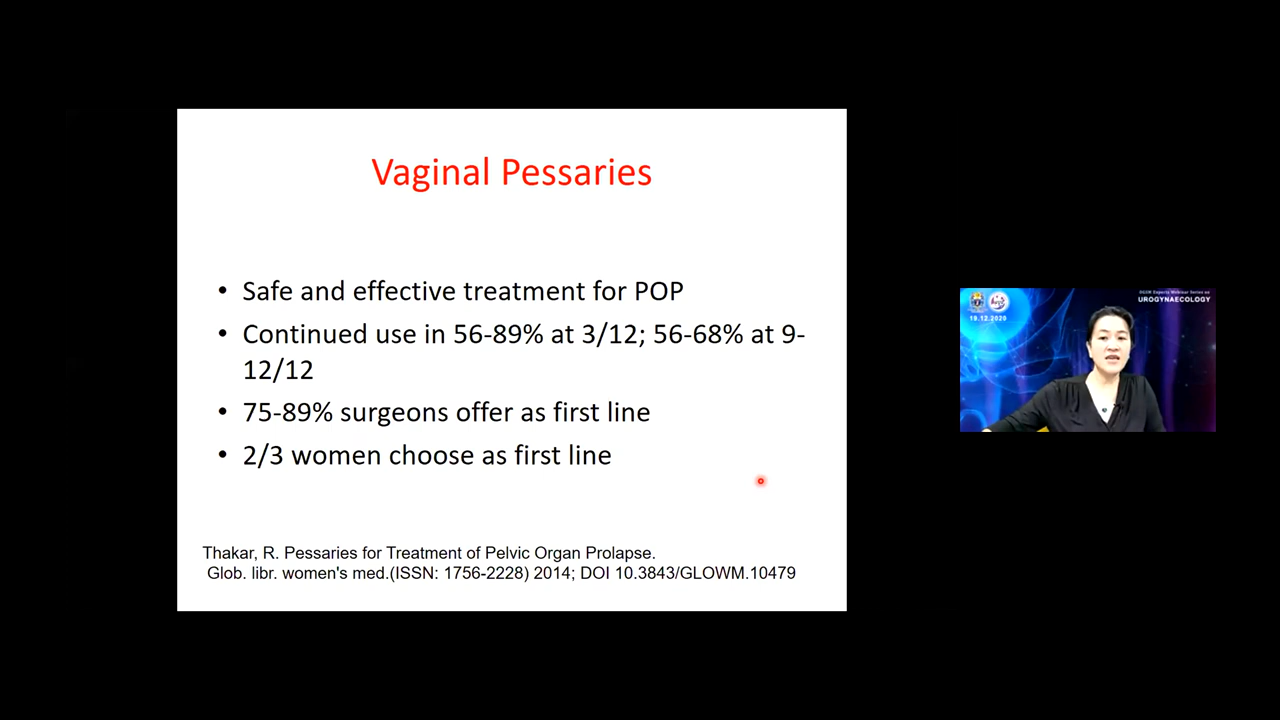 Vaginal Pessaries
• Safe and effective treatment for POP
• Continued use in 56-89% at 3/12; 56-68% at 9-
12/12
• 75-89% surgeons offer as first line
• 2/3 women choose as first line
Thakar, R. Pessaries for Treatment of Pelvic Organ Prolapse.
Glob. libr. women's med.(ISSN: 1756-2228) 2014; DOI 10.3843/GLOWM.10479
UROGYNAECOLOGY
19.12.2020